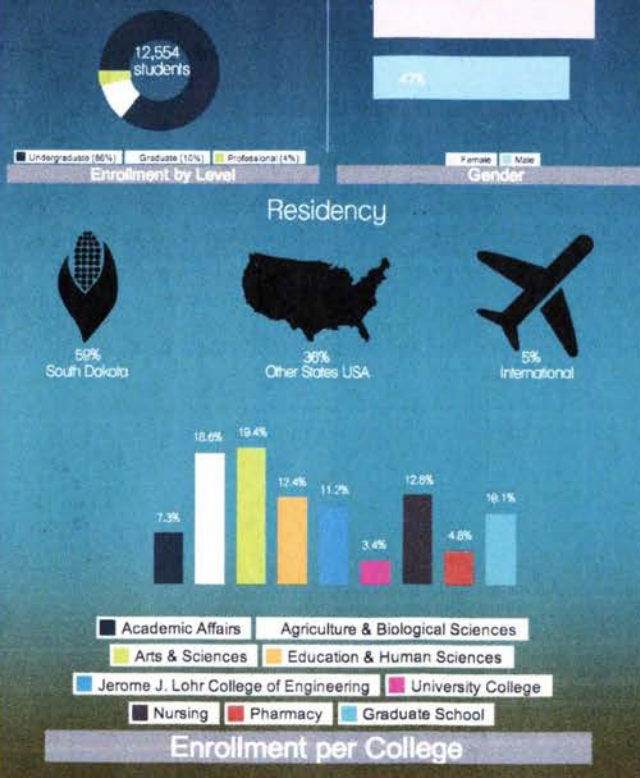 12,554
students
47%
Undergraduate (86%) Graduate (10%) Professional (4%)
Female Male
Enrollment by Level
Gender
Residency
59%
South Dakota
36%
Other States USA
5%
International
7.3%
18.6%
19.4%
12.4%
11.2%
3.4%
12.8%
4.8%
10.1%
Academic Affairs Agriculture & Biological Sciences
Arts & Sciences Education & Human Sciences
Jerome J. Lohr College of Engineering University College
Nursing Pharmacy Graduate School
Enrollment per College